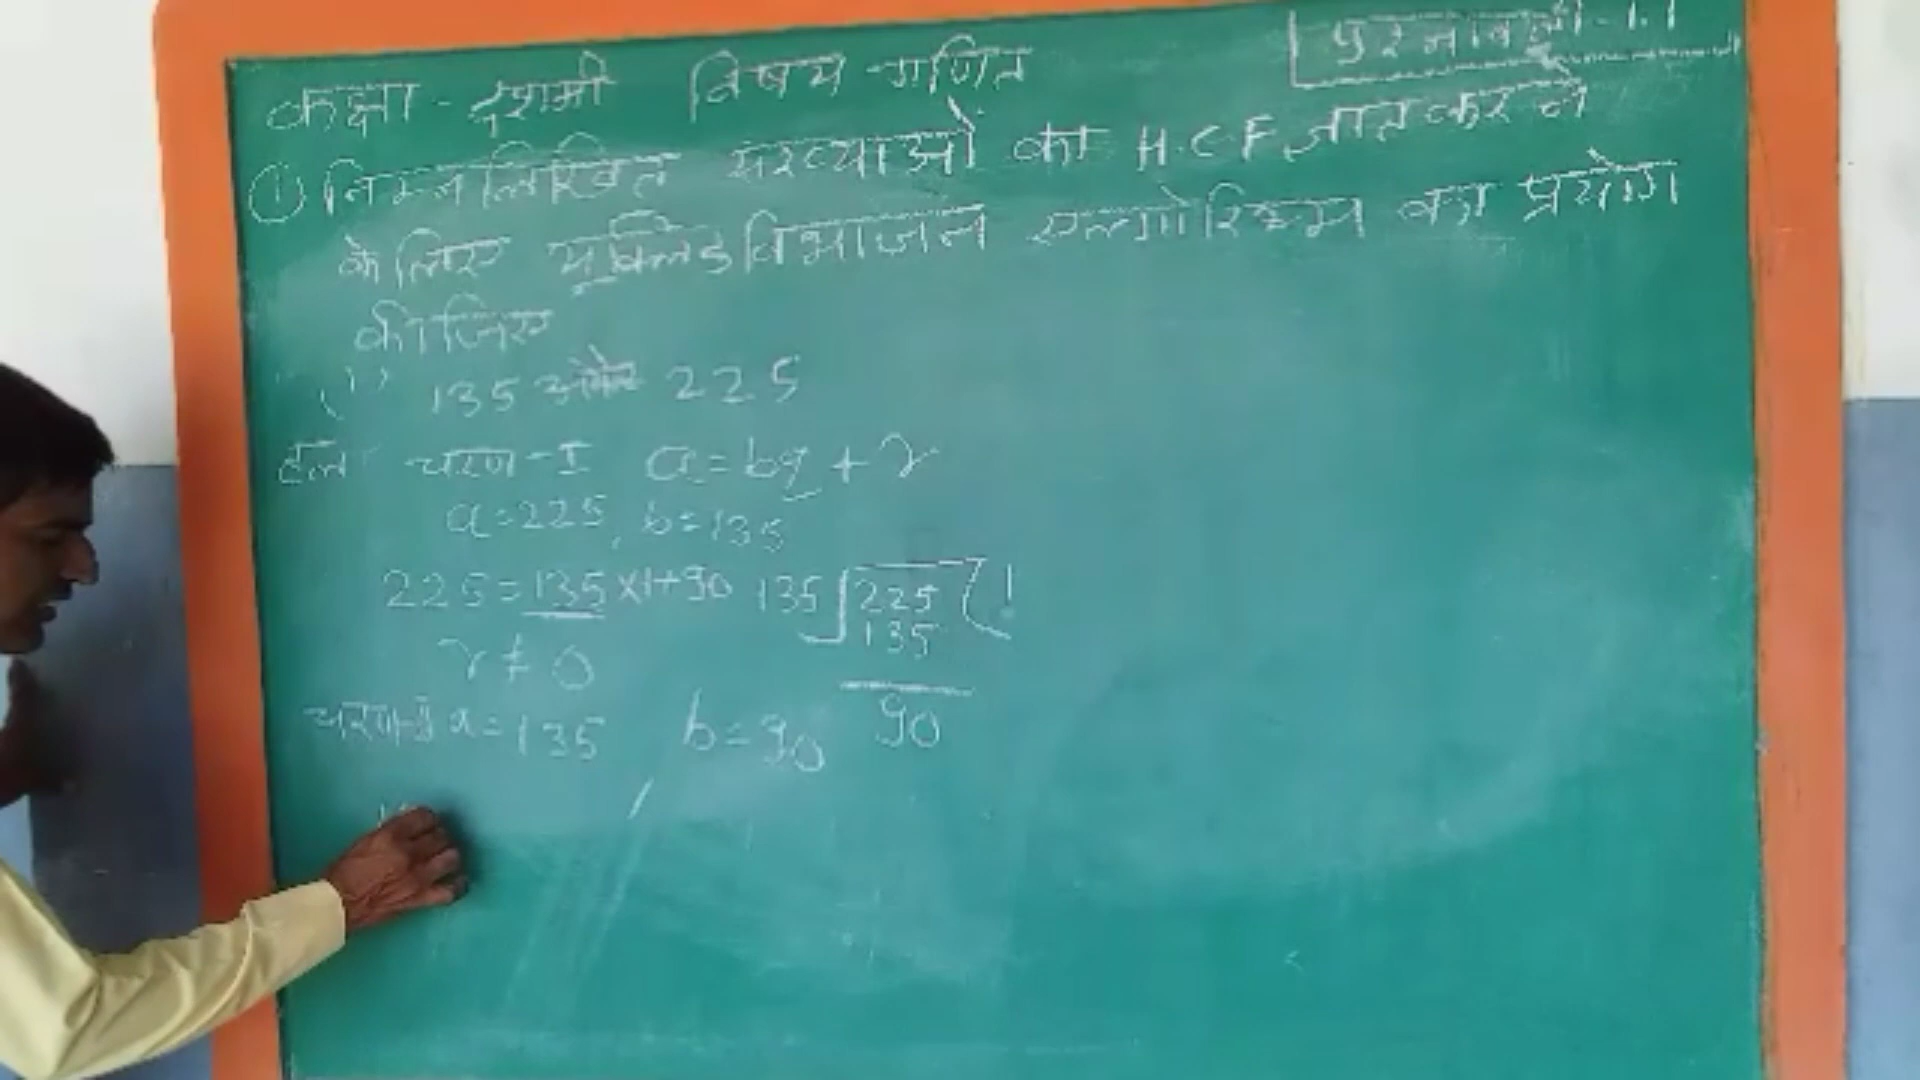 प्रश्नावली-1.1
कक्षा - दशमी विषय - गणित
① निम्नलिखित संख्याओं का H.C.F ज्ञात करने
के लिए यूक्लिड विभाजन एल्गोरिथ्म का प्रयोग
कीजिए
(i) 135 और 225
हल चरण-I a=bq+r
a=225, b=135
225=135×1+90 135 225 1
135
r≠0
90
चरण-II a=135 b=90